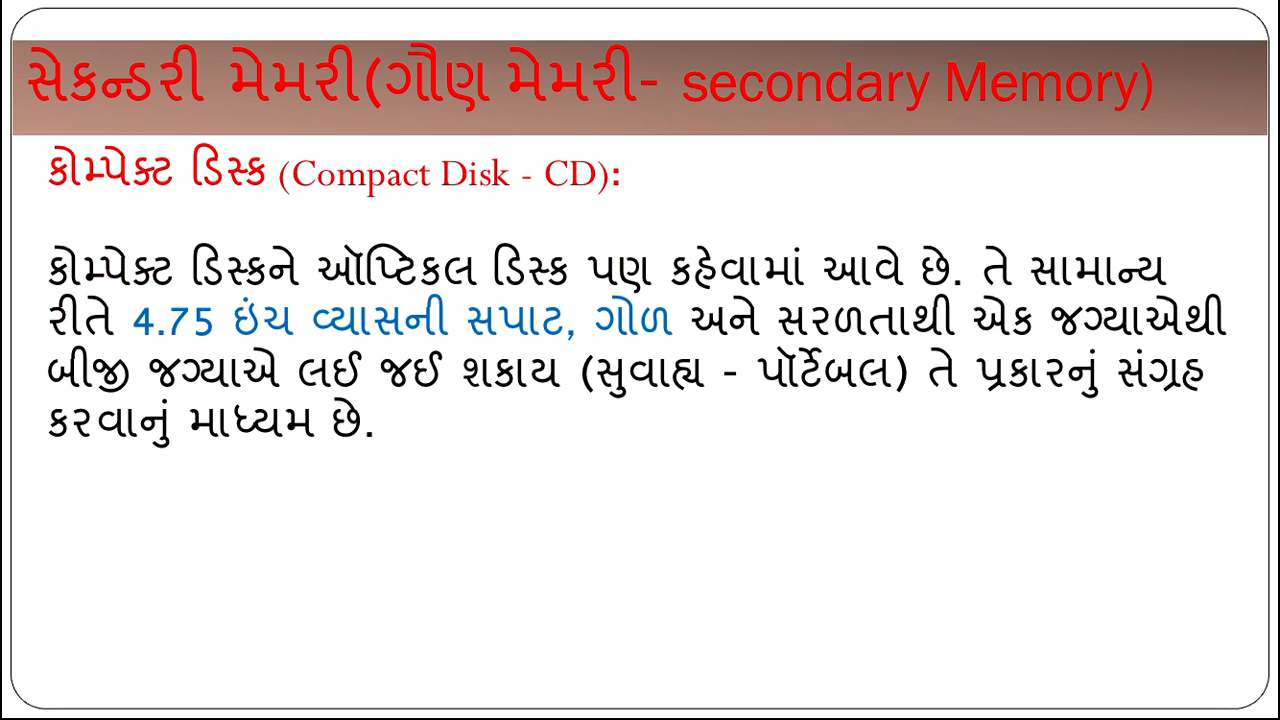 સેકન્ડરી મેમરી(ગૌણ મેમરી- secondary Memory)
કોમ્પેક્ટ ડિસ્ક (Compact Disk - CD):
કોમ્પેક્ટ ડિસ્કને ઑપ્ટિકલ ડિસ્ક પણ કહેવામાં આવે છે. તે સામાન્ય
રીતે 4.75 ઇંચ વ્યાસની સપાટ, ગોળ અને સરળતાથી એક જગ્યાએથી
બીજી જગ્યાએ લઈ જઈ શકાય (સુવાહ્ય - પૉર્ટેબલ) તે પ્રકારનું સંગ્રહ
કરવાનું માધ્યમ છે.